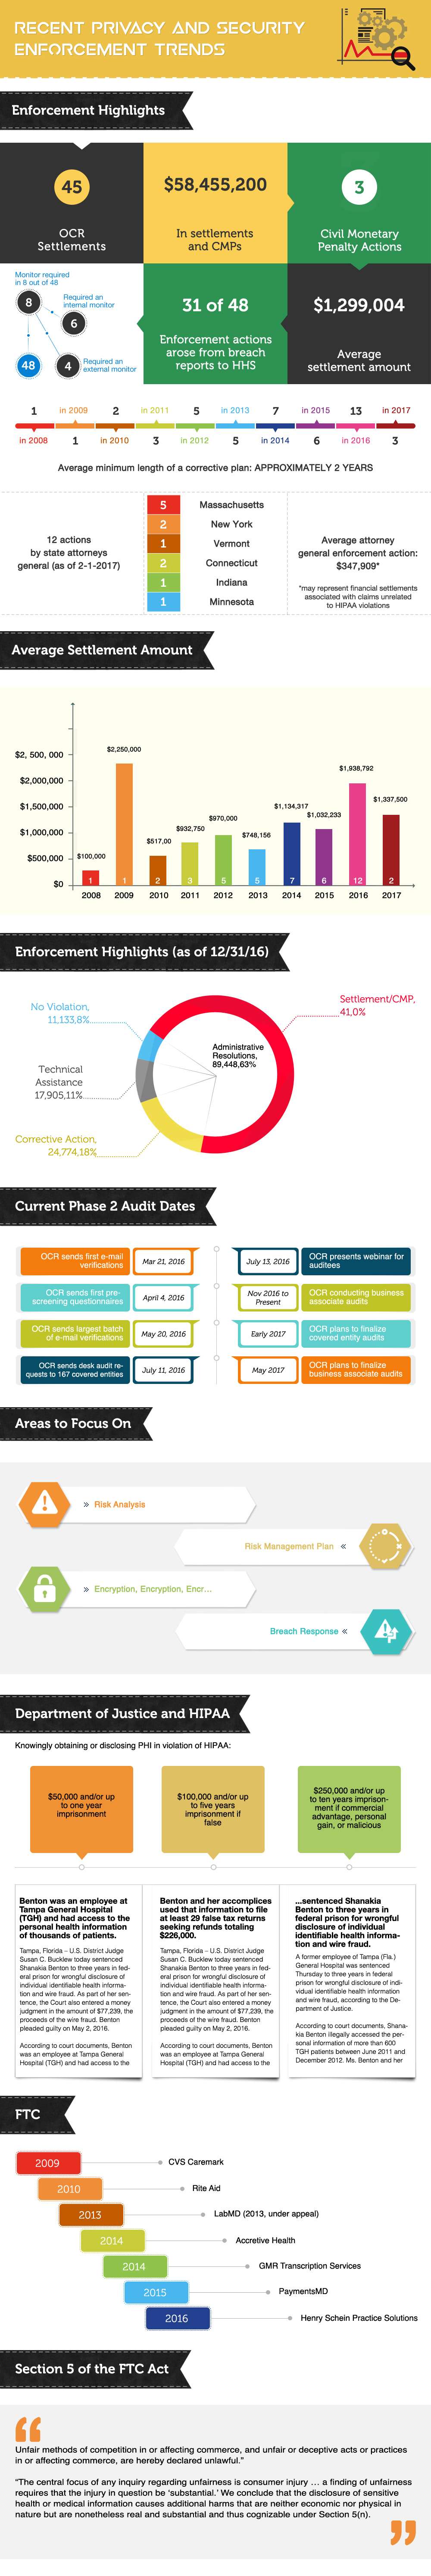 RECENT PRIVACY AND SECURITY
ENFORCEMENT TRENDS
Enforcement Highlights
45
OCR
Settlements
$58,455,200
In settlements
and CMPs
3
Civil Monetary
Penalty Actions
Monitor required
in 8 out of 48
8
Required an
internal monitor
6
48
4
Required an
external monitor
31 of 48
Enforcement actions
arose from breach
reports to HHS
$1,299,004
Average
settlement amount
1 in 2009 2 in 2011 5 in 2013 7 in 2015 13 in 2017
in 2008 1 in 2010 3 in 2012 5 in 2014 6 in 2016 3
Average minimum length of a corrective plan: APPROXIMATELY 2 YEARS
12 actions
by state attorneys
general (as of 2-1-2017)
5 Massachusetts
2 New York
1 Vermont
2 Connecticut
1 Indiana
1 Minnesota
Average attorney
general enforcement action:
$347,909*
*may represent financial settlements
associated with claims unrelated
to HIPAA violations
Average Settlement Amount
$2, 500, 000
$2,000,000
$1,500,000
$1,000,000
$500,000
$0
$100,000
$2,250,000
$517,00
$932,750
$970,000
$748,156
$1,134,317
$1,032,233
$1,938,792
$1,337,500
1 1 2 3 5 5 7 6 12 2
2008 2009 2010 2011 2012 2013 2014 2015 2016 2017
Enforcement Highlights (as of 12/31/16)
No Violation,
11,133,8%
Technical
Assistance
17,905,11%
Corrective Action,
24,774,18%
Administrative
Resolutions,
89,448,63%
Settlement/CMP,
41,0%
Current Phase 2 Audit Dates
OCR sends first e-mail
verifications
Mar 21, 2016
July 13, 2016
OCR presents webinar for
auditees
OCR sends first pre-
screening questionnaires
April 4, 2016
Nov 2016 to
Present
OCR conducting business
associate audits
OCR sends largest batch
of e-mail verifications
May 20, 2016
Early 2017
OCR plans to finalize
covered entity audits
OCR sends desk audit re-
quests to 167 covered entities
July 11, 2016
May 2017
OCR plans to finalize
business associate audits
Areas to Focus On
» Risk Analysis
Risk Management Plan «
» Encryption, Encryption, Encr...
Breach Response «
Department of Justice and HIPAA
Knowingly obtaining or disclosing PHI in violation of HIPAA:
$50,000 and/or up
to one year
imprisonment
$100,000 and/or up
to five years
imprisonment if
false
$250,000 and/or up
to ten years imprison-
ment if commercial
advantage, personal
gain, or malicious
Benton was an employee at
Tampa General Hospital
(TGH) and had access to the
personal health information
of thousands of patients.
Tampa, Florida – U.S. District Judge
Susan C. Bucklew today sentenced
Shanakia Benton to three years in fed-
eral prison for wrongful disclosure of
individual identifiable health informa-
tion and wire fraud. As part of her sen-
tence, the Court also entered a money
judgment in the amount of $77,239, the
proceeds of the wire fraud. Benton
pleaded guilty on May 2, 2016.
According to court documents, Benton
was an employee at Tampa General
Hospital (TGH) and had access to the
Benton and her accomplices
used that information to file
at least 29 false tax returns
seeking refunds totaling
$226,000.
Tampa, Florida – U.S. District Judge
Susan C. Bucklew today sentenced
Shanakia Benton to three years in fed-
eral prison for wrongful disclosure of
individual identifiable health informa-
tion and wire fraud. As part of her sen-
tence, the Court also entered a money
judgment in the amount of $77,239, the
proceeds of the wire fraud. Benton
pleaded guilty on May 2, 2016.
According to court documents, Benton
was an employee at Tampa General
Hospital (TGH) and had access to the
...sentenced Shanakia
Benton to three years in
federal prison for wrongful
disclosure of individual
identifiable health informa-
tion and wire fraud.
A former employee of Tampa (Fla.)
General Hospital was sentenced
Thursday to three years in federal
prison for wrongful disclosure of indi-
vidual identifiable health information
and wire fraud, according to the De-
partment of Justice.
According to court documents, Shana-
kia Benton illegally accessed the per-
sonal information of more than 600
TGH patients between June 2011 and
December 2012. Ms. Benton and her
FTC
2009 CVS Caremark
2010 Rite Aid
2013 LabMD (2013, under appeal)
2014 Accretive Health
2014 GMR Transcription Services
2015 PaymentsMD
2016 Henry Schein Practice Solutions
Section 5 of the FTC Act
“
Unfair methods of competition in or affecting commerce, and unfair or deceptive acts or practices
in or affecting commerce, are hereby declared unlawful.”
“The central focus of any inquiry regarding unfairness is consumer injury … a finding of unfairness
requires that the injury in question be ‘substantial.’ We conclude that the disclosure of sensitive
health or medical information causes additional harms that are neither economic nor physical in
nature but are nonetheless real and substantial and thus cognizable under Section 5(n).
”